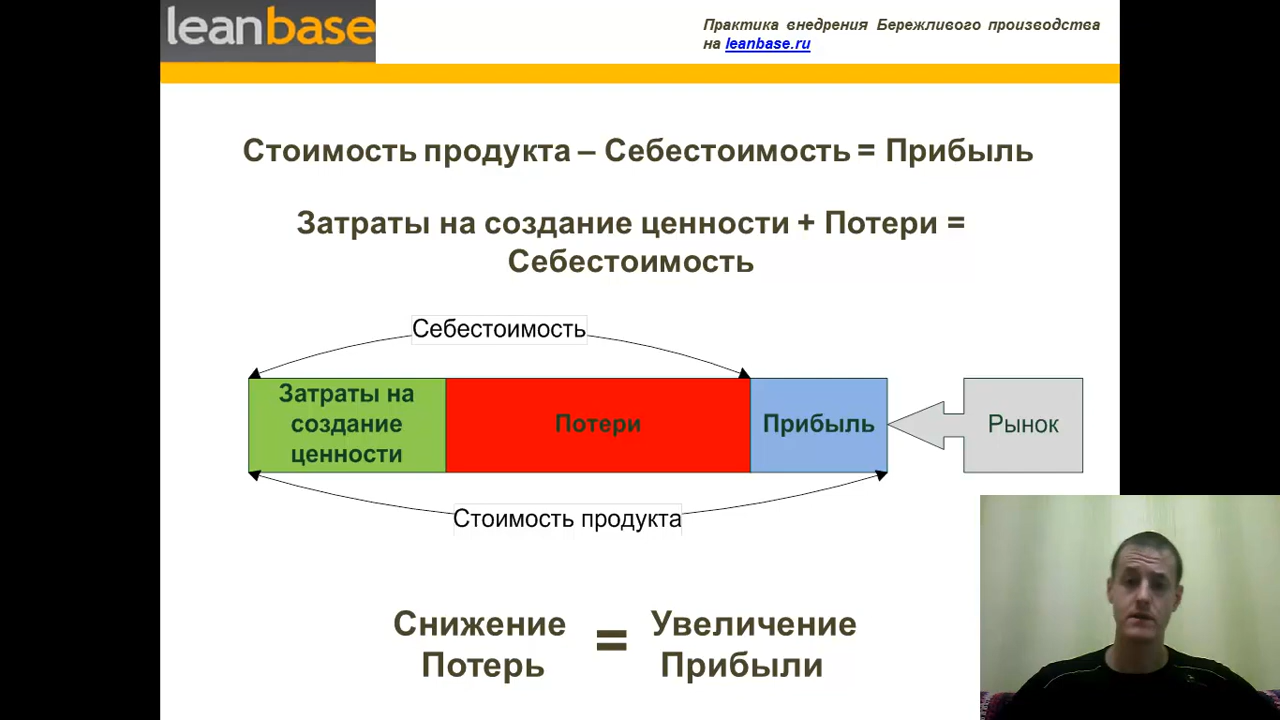 leanbase
Практика внедрения Бережливого производства
на leanbase.ru
Стоимость продукта – Себестоимость = Прибыль
Затраты на создание ценности + Потери =
Себестоимость
Себестоимость
Затраты на
создание
ценности
Потери
Прибыль
Рынок
Стоимость продукта
Снижение
Потерь
=
Увеличение
Прибыли